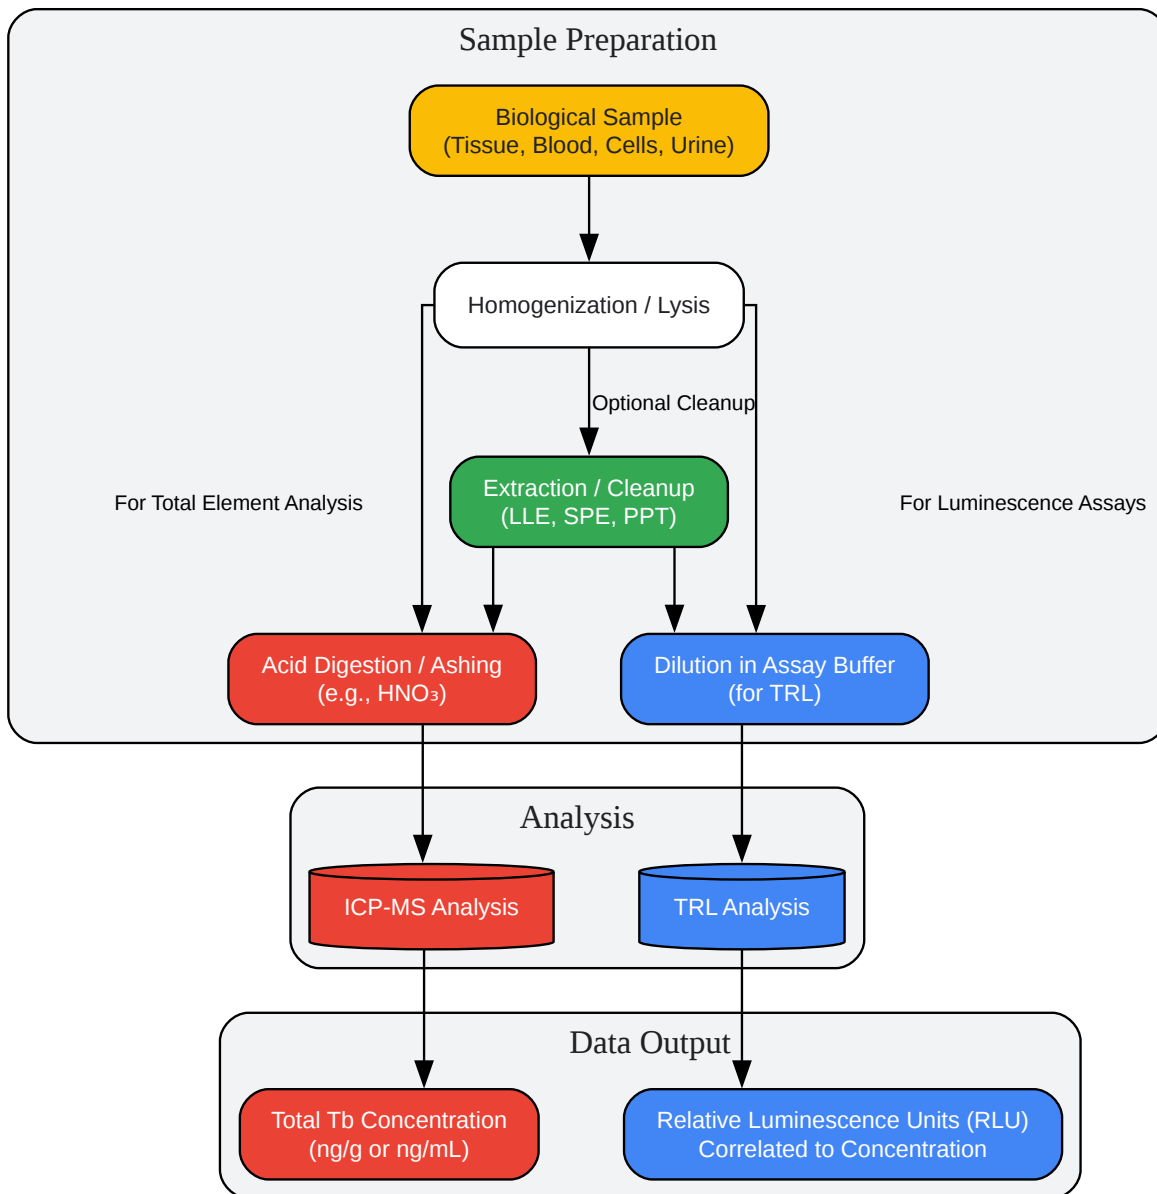 Sample Preparation
Biological Sample
(Tissue, Blood, Cells, Urine)
Homogenization / Lysis
Optional Cleanup
Extraction / Cleanup
(LLE, SPE, PPT)
For Total Element Analysis
For Luminescence Assays
Acid Digestion / Ashing
(e.g., HNO₃)
Dilution in Assay Buffer
(for TRL)
Analysis
ICP-MS Analysis
TRL Analysis
Data Output
Total Tb Concentration
(ng/g or ng/mL)
Relative Luminescence Units (RLU)
Correlated to Concentration